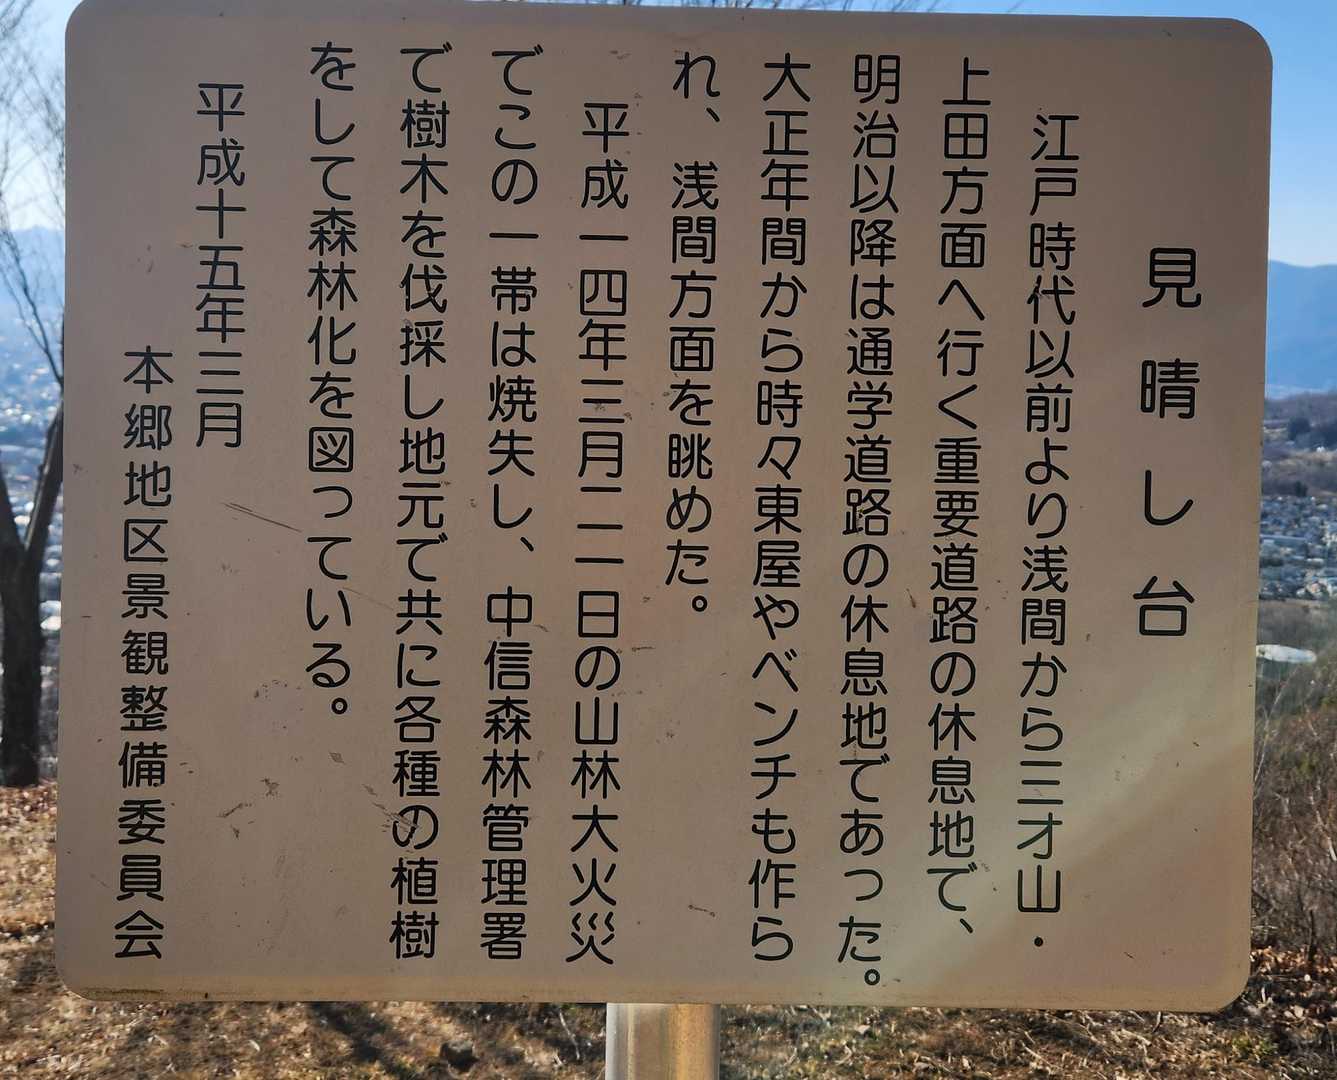 見晴し台
江戸時代以前より浅間から三才山・
上田方面へ行く重要道路の休息地で、
明治以降は通学道路の休息地であった。
大正年間から時々東屋やベンチも作ら
れ、浅間方面を眺めた。
平成一四年三月二一日の山林大火災
でこの一帯は焼失し、中信森林管理署
で樹木を伐採し地元で共に各種の植樹
をして森林化を図っている。
平成十五年三月
本郷地区景観整備委員会